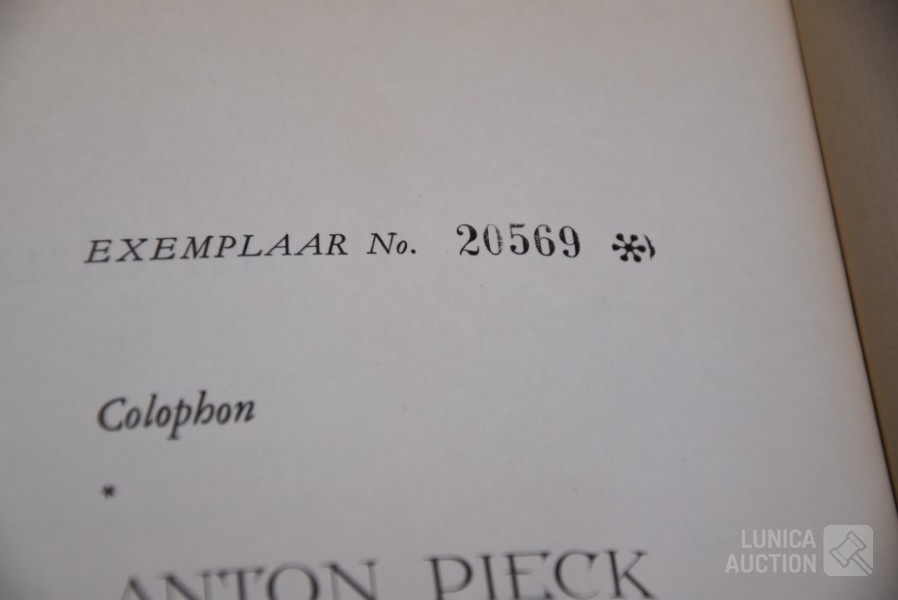 EXEMPLAAR No. 20569 *
Colophon
*
ANTON PIECK
LUNICA
AUCTION